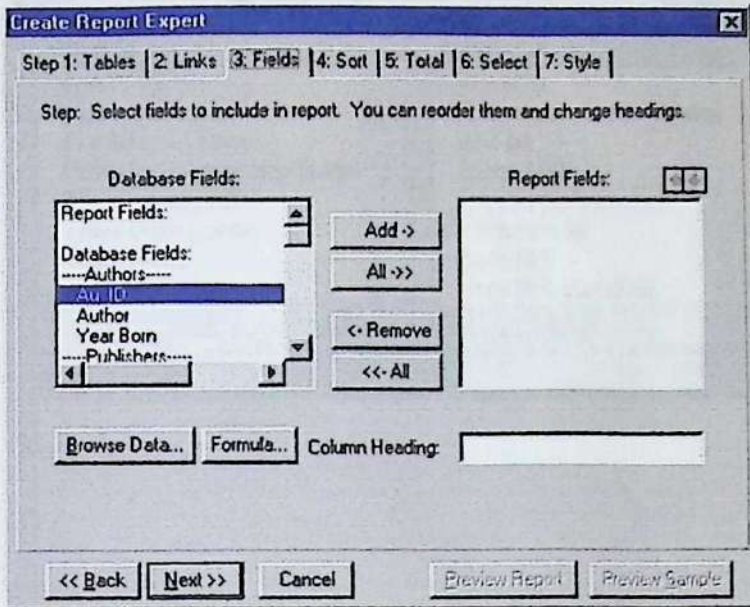 Create Report Expert
Step 1: Tables 2: Links 3: Fields 4: Sort 5: Total 6: Select 7: Style
Step: Select fields to include in report. You can reorder them and change headings.
Database Fields:
Report Fields:
Database Fields:
-----Authors-----
Au_ID
Author
Year Born
-----Publishers-----
Add ->
All ->>
<- Remove
<<- All
Report Fields:
Browse Data... Formula... Column Heading:
<< Back Next >> Cancel Preview Report Preview Sample